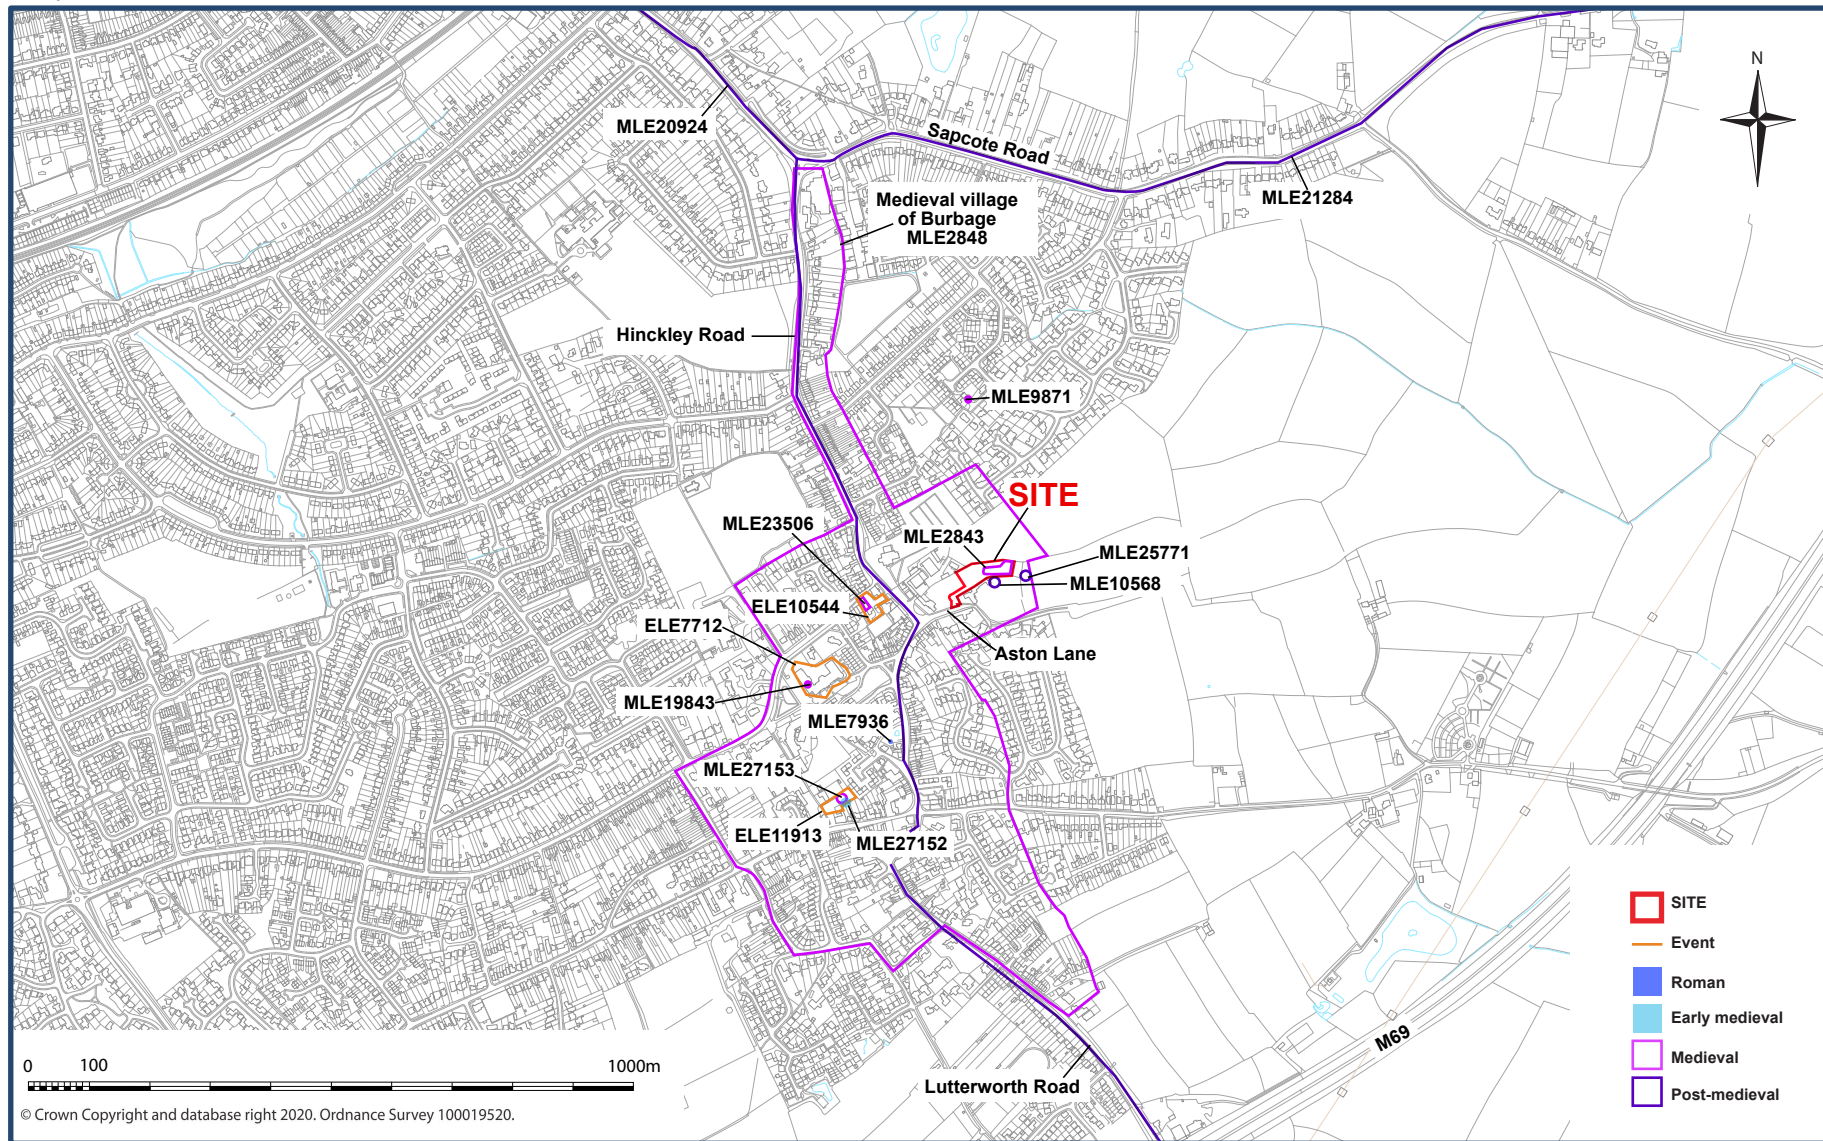 N
MLE20924
Sapcote Road
MLE21284
Medieval village
of Burbage
MLE2848
Hinckley Road
MLE9871
SITE
MLE23506
MLE2843
MLE25771
MLE10568
ELE10544
ELE7712
Aston Lane
MLE19843
MLE7936
MLE27153
ELE11913
MLE27152
Lutterworth Road
M69
SITE
Event
Roman
Early medieval
Medieval
Post-medieval
0 100 1000m
© Crown Copyright and database right 2020. Ordnance Survey 100019520.